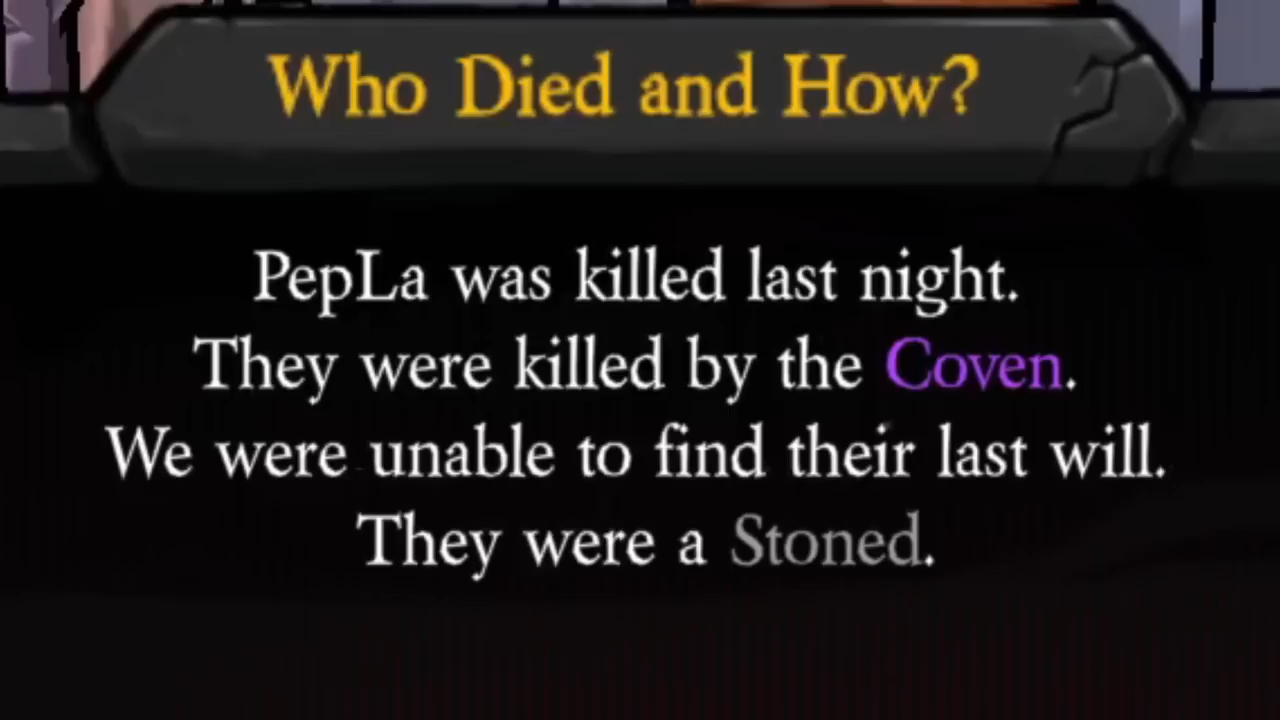 Who Died and How?
PepLa was killed last night.
They were killed by the Coven.
We were unable to find their last will.
They were a Stoned.